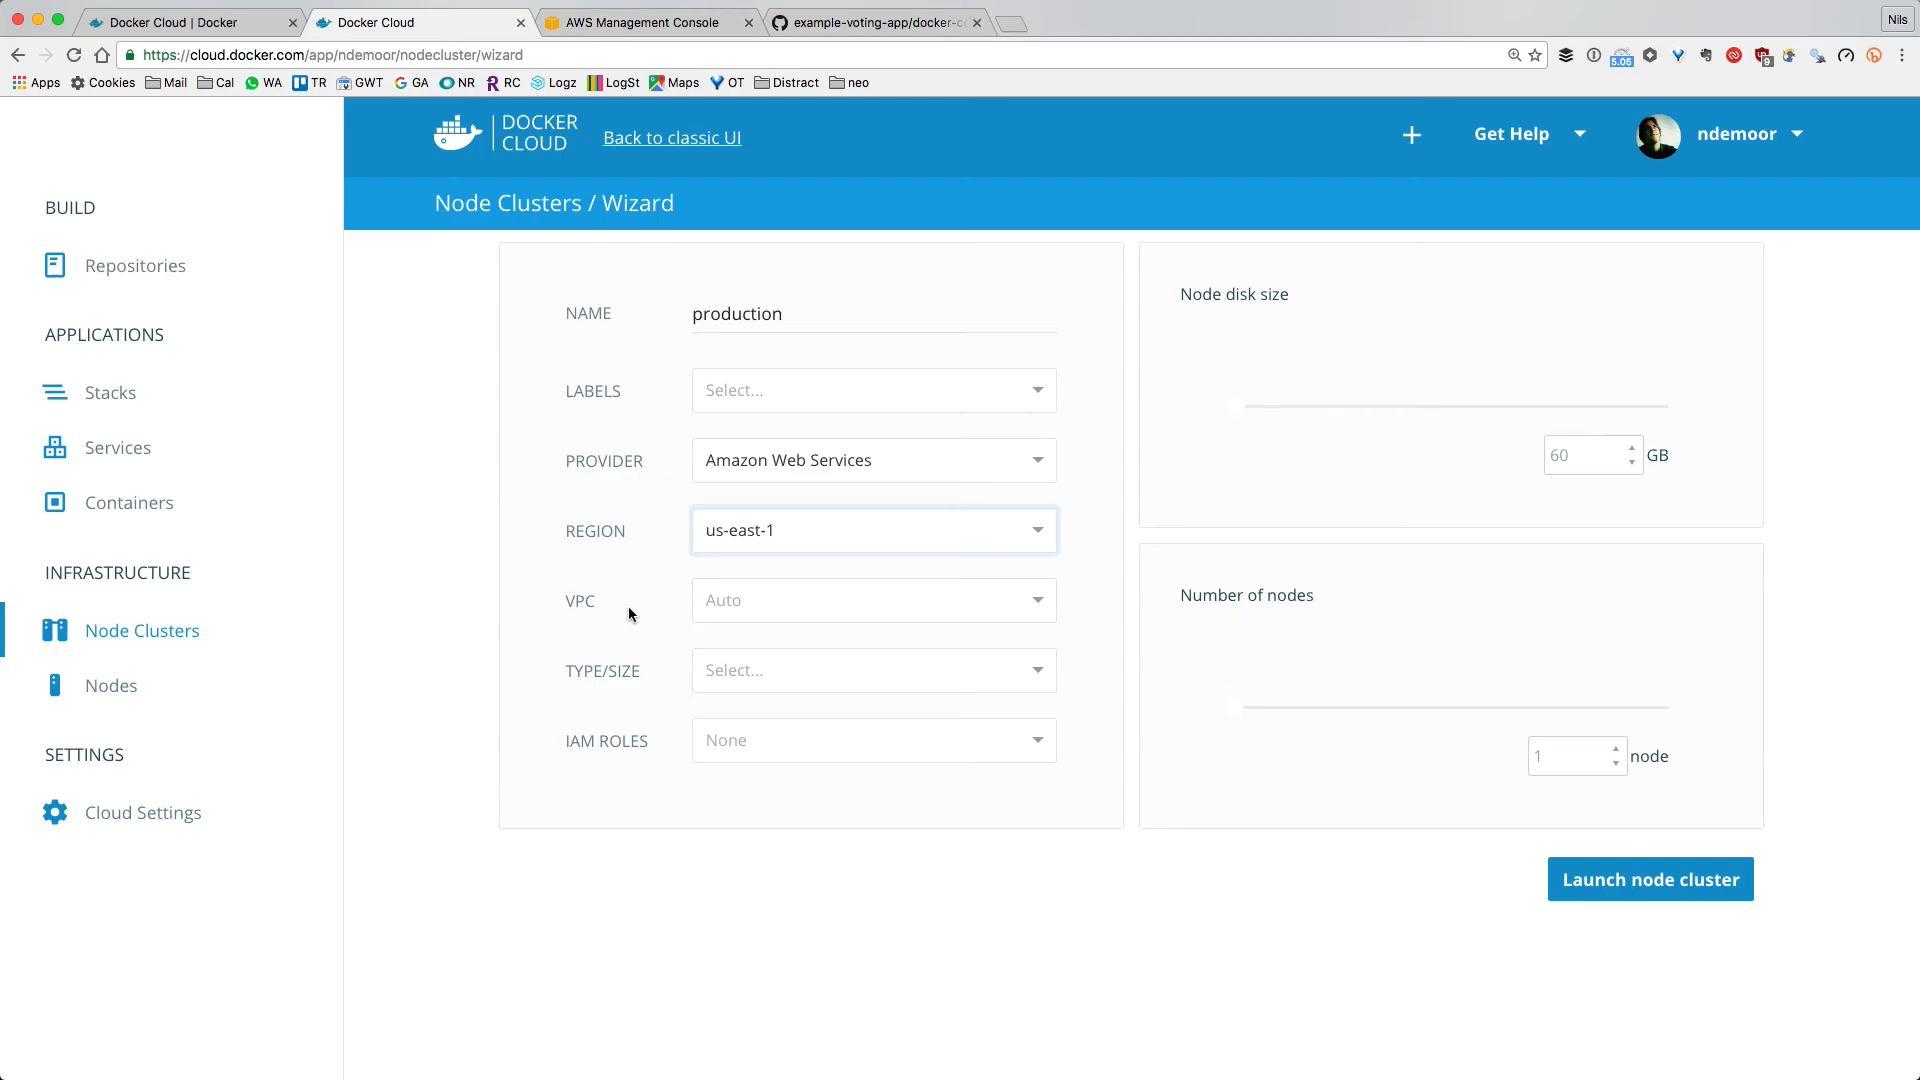 Docker Cloud | Docker
Docker Cloud
AWS Management Console
example-voting-app/docker-c
Nils
https://cloud.docker.com/app/ndemoor/nodecluster/wizard
5.05
9
Apps Cookies Mail Cal WA TR GWT GA NR RC Logz LogSt Maps OT Distract neo
DOCKER
CLOUD
Back to classic UI
Get Help
ndemoor
Node Clusters / Wizard
BUILD
Repositories
APPLICATIONS
Stacks
Services
Containers
INFRASTRUCTURE
Node Clusters
Nodes
SETTINGS
Cloud Settings
NAME production
LABELS Select...
PROVIDER Amazon Web Services
REGION us-east-1
VPC Auto
TYPE/SIZE Select...
IAM ROLES None
Node disk size
60 GB
Number of nodes
1 node
Launch node cluster